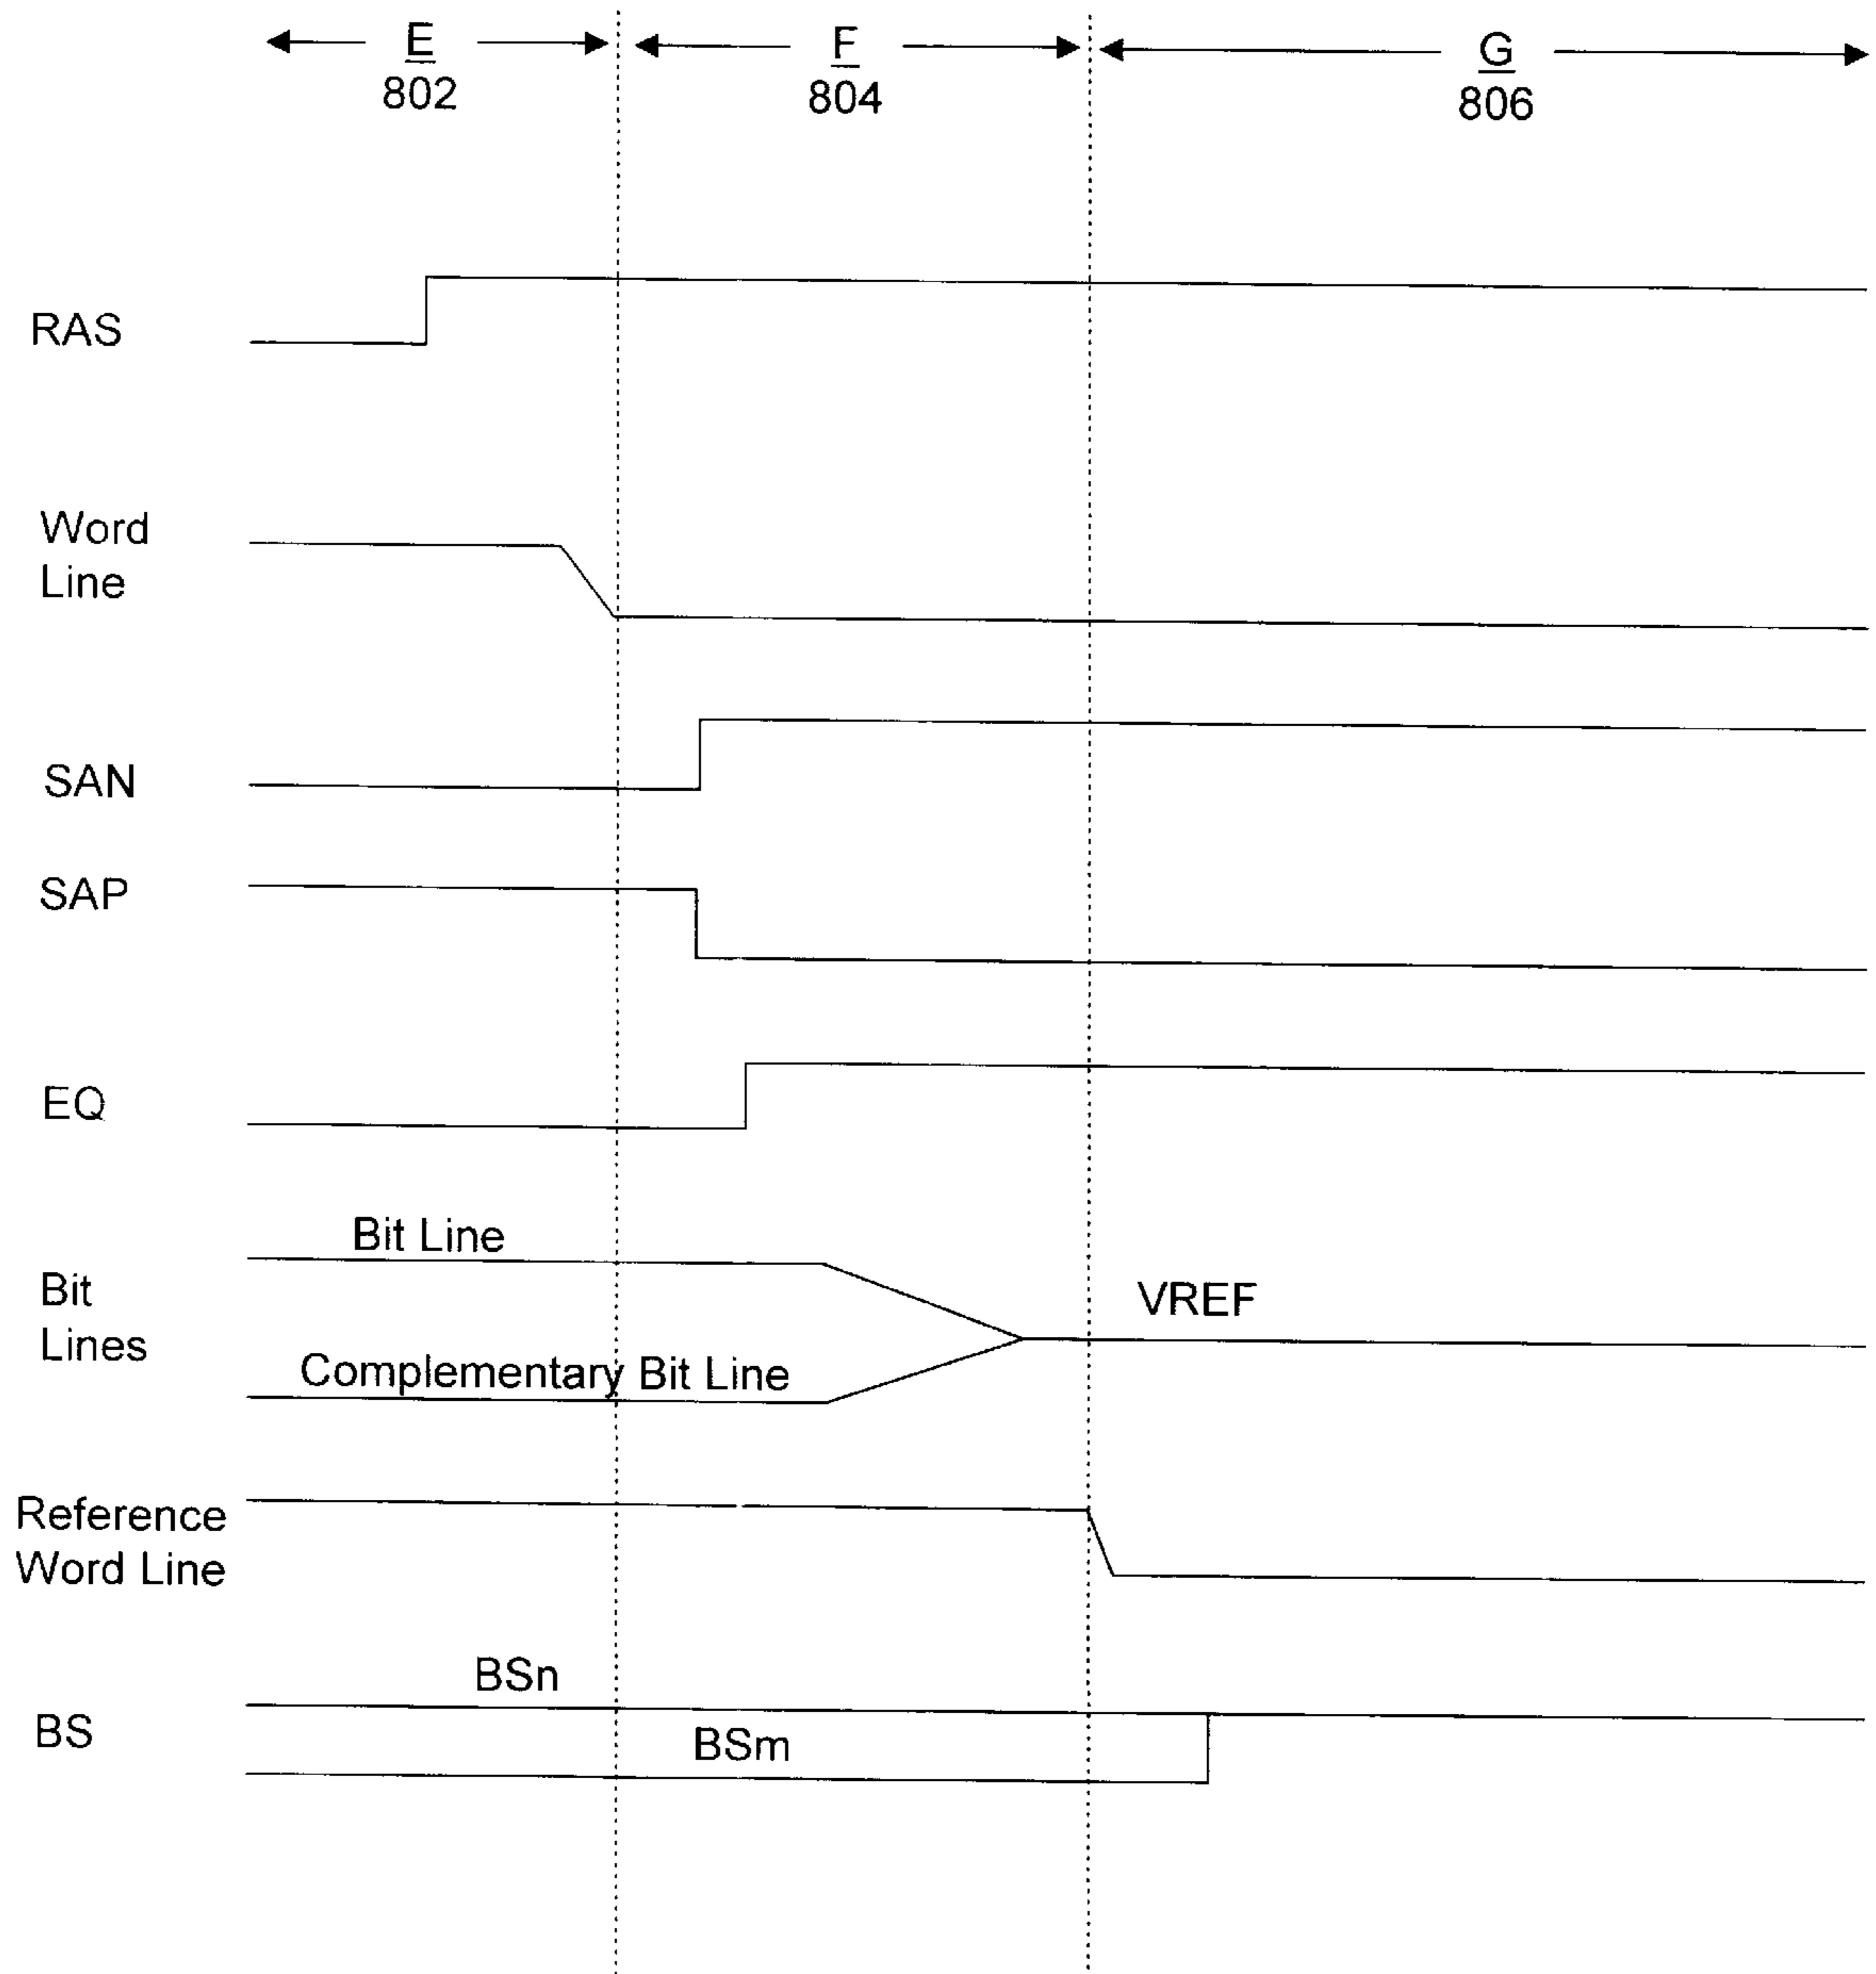 E
802
F
804
G
806
RAS
Word
Line
SAN
SAP
EQ
Bit Line
Bit
Lines
VREF
Complementary Bit Line
Reference
Word Line
BSn
BS
BSm